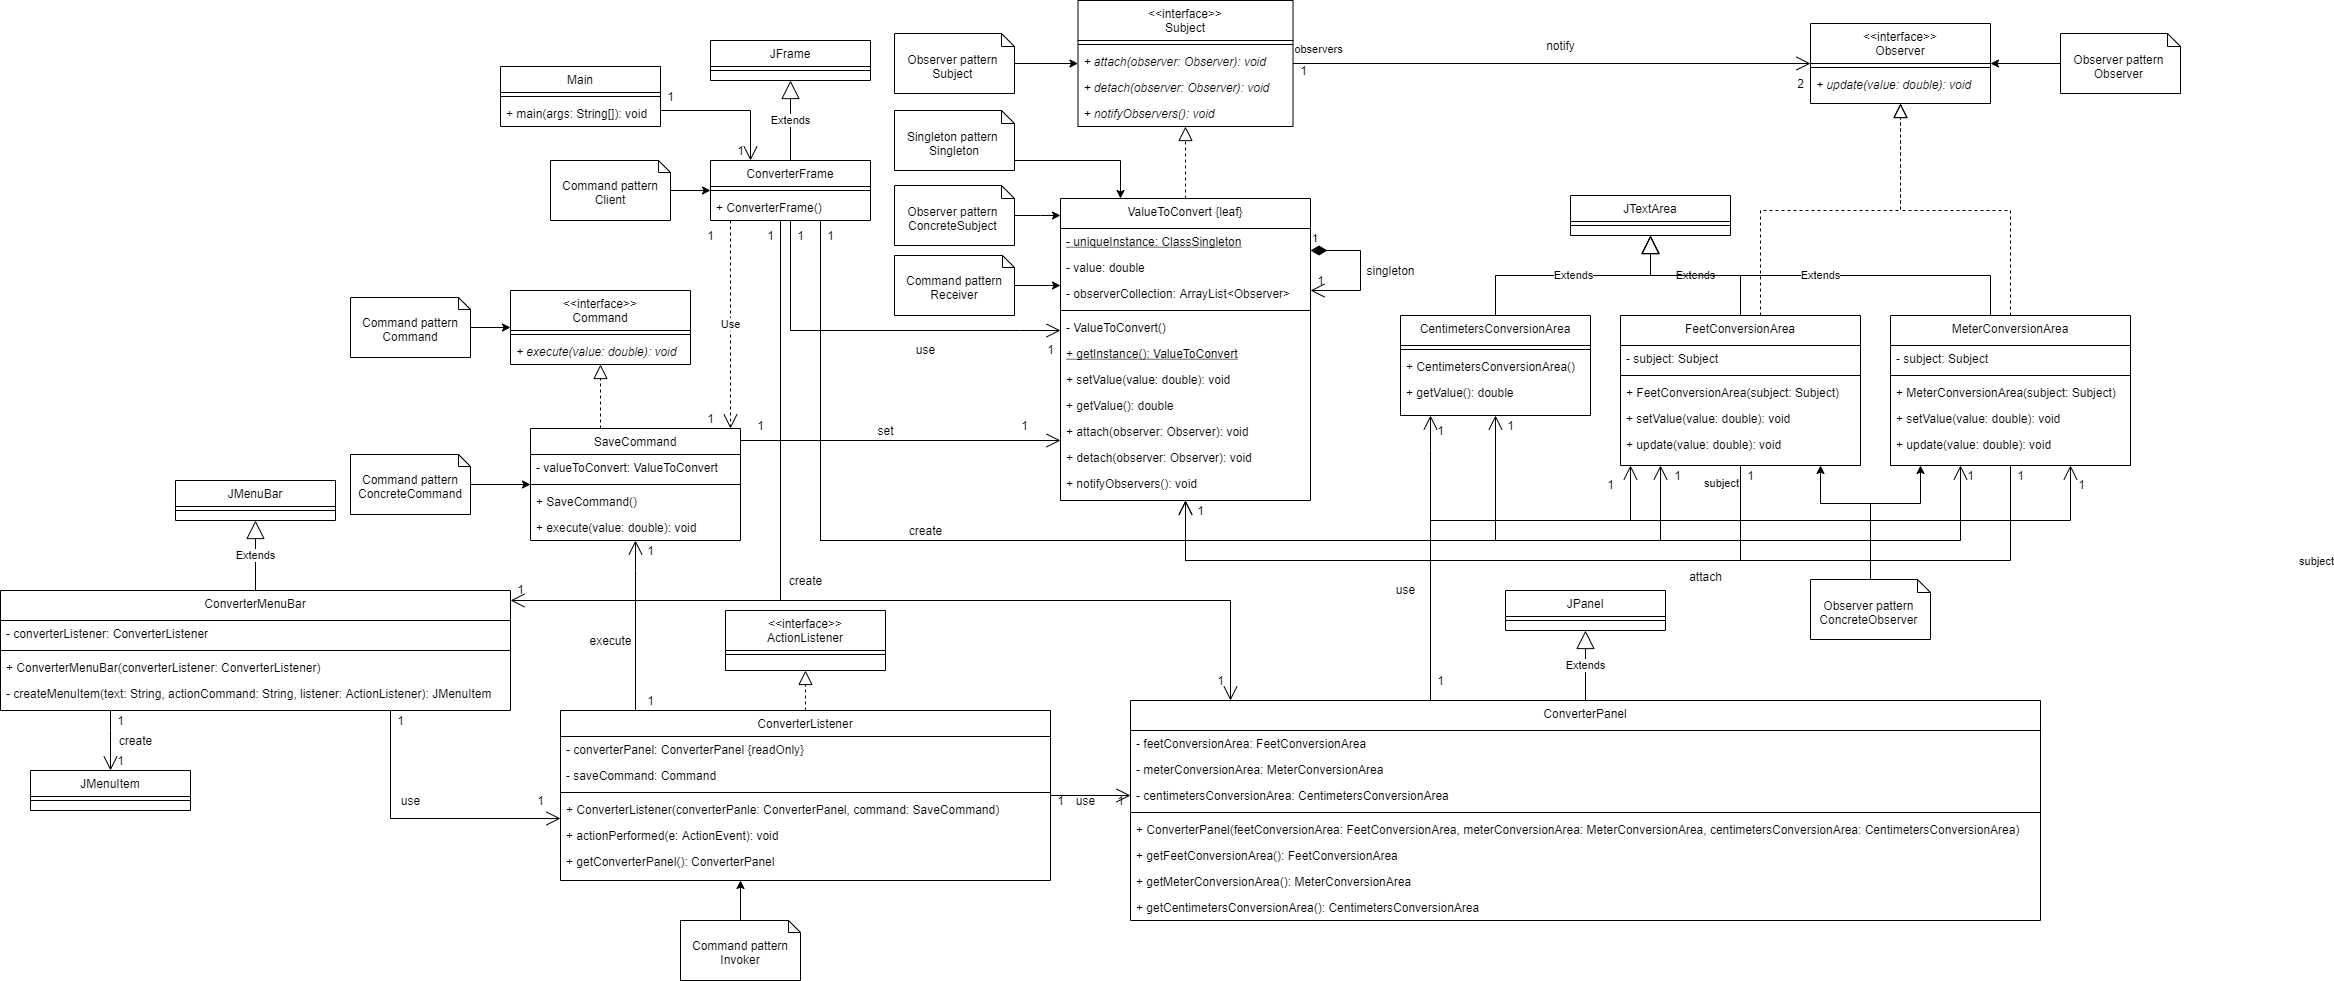 <<interface>>
Subject
+ attach(observer: Observer): void
+ detach(observer: Observer): void
+ notifyObservers(): void
observers
1
notify
2
<<interface>>
Observer
+ update(value: double): void
Observer pattern
Observer
Observer pattern
Subject
JFrame
Extends
Main
+ main(args: String[]): void
1
1
Singleton pattern
Singleton
Command pattern
Client
ConverterFrame
+ ConverterFrame()
1
1
1
1
Observer pattern
ConcreteSubject
Command pattern
Receiver
ValueToConvert {leaf}
- uniqueInstance: ClassSingleton
- value: double
- observerCollection: ArrayList<Observer>
- ValueToConvert()
+ getInstance(): ValueToConvert
+ setValue(value: double): void
+ getValue(): double
+ attach(observer: Observer): void
+ detach(observer: Observer): void
+ notifyObservers(): void
1
singleton
1
JTextArea
Extends
Extends
Extends
Command pattern
Command
<<interface>>
Command
+ execute(value: double): void
Use
use
1
CentimetersConversionArea
+ CentimetersConversionArea()
+ getValue(): double
FeetConversionArea
- subject: Subject
+ FeetConversionArea(subject: Subject)
+ setValue(value: double): void
+ update(value: double): void
MeterConversionArea
- subject: Subject
+ MeterConversionArea(subject: Subject)
+ setValue(value: double): void
+ update(value: double): void
1
1
set
1
1
1
Command pattern
ConcreteCommand
SaveCommand
- valueToConvert: ValueToConvert
+ SaveCommand()
+ execute(value: double): void
1
1
subject
1
1
1
1
JMenuBar
Extends
1
create
1
create
attach
subject
use
1
ConverterMenuBar
- converterListener: ConverterListener
+ ConverterMenuBar(converterListener: ConverterListener)
- createMenuItem(text: String, actionCommand: String, listener: ActionListener): JMenuItem
execute
1
<<interface>>
ActionListener
JPanel
Extends
Observer pattern
ConcreteObserver
1
1
1
create
1
JMenuItem
1
use
1
ConverterListener
- converterPanel: ConverterPanel {readOnly}
- saveCommand: Command
+ ConverterListener(converterPanle: ConverterPanel, command: SaveCommand)
+ actionPerformed(e: ActionEvent): void
+ getConverterPanel(): ConverterPanel
1
use
1
ConverterPanel
- feetConversionArea: FeetConversionArea
- meterConversionArea: MeterConversionArea
- centimetersConversionArea: CentimetersConversionArea
+ ConverterPanel(feetConversionArea: FeetConversionArea, meterConversionArea: MeterConversionArea, centimetersConversionArea: CentimetersConversionArea)
+ getFeetConversionArea(): FeetConversionArea
+ getMeterConversionArea(): MeterConversionArea
+ getCentimetersConversionArea(): CentimetersConversionArea
Command pattern
Invoker